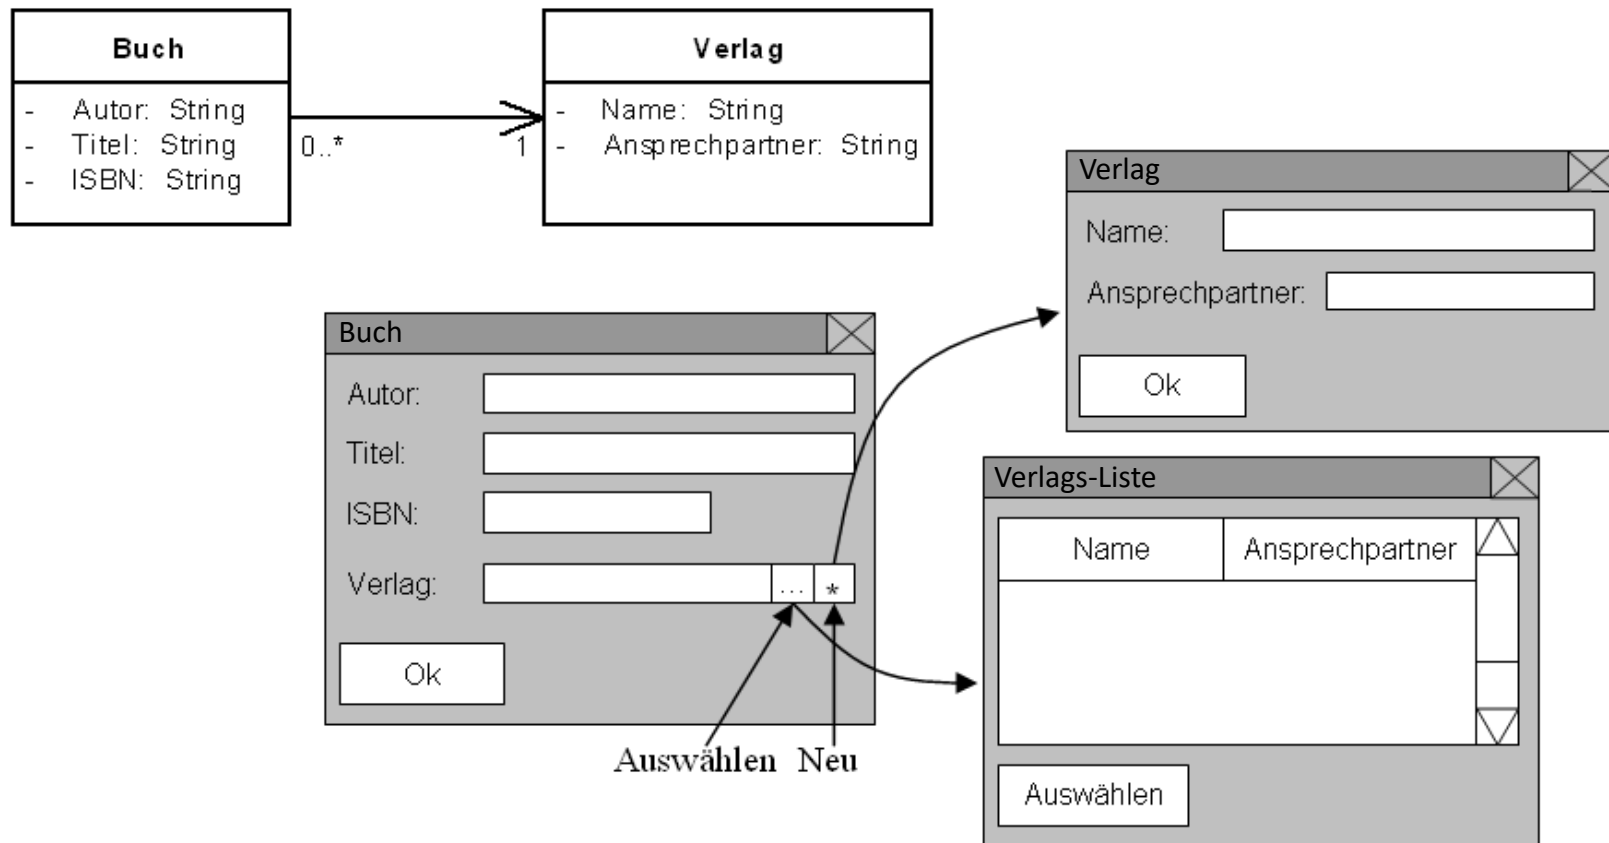 Buch
- Autor: String
- Titel: String
- ISBN: String
0..*
1
Verlag
- Name: String
- Ansprechpartner: String
Verlag
Name:
Ansprechpartner:
Ok
Buch
Autor:
Titel:
ISBN:
Verlag:
...
*
Ok
Auswählen
Neu
Verlags-Liste
Name
Ansprechpartner
Auswählen